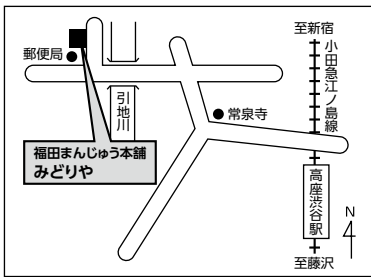 至新宿
小田急江ノ島線
郵便局
引地川
常泉寺
福田まんじゅう本舗
みどりや
高座渋谷駅
N
至藤沢